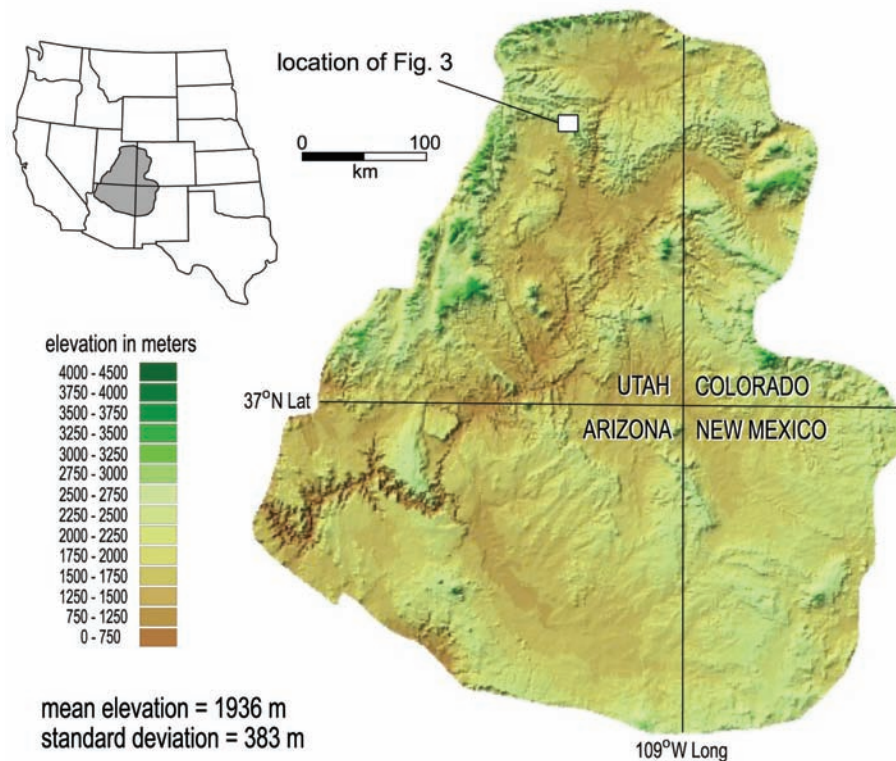 location of Fig. 3
0 100
km
elevation in meters
4000 - 4500
3750 - 4000
3500 - 3750
3250 - 3500
3000 - 3250
2750 - 3000
2500 - 2750
2250 - 2500
2000 - 2250
1750 - 2000
1500 - 1750
1250 - 1500
750 - 1250
0 - 750
37°N Lat
UTAH COLORADO
ARIZONA NEW MEXICO
mean elevation = 1936 m
standard deviation = 383 m
109°W Long